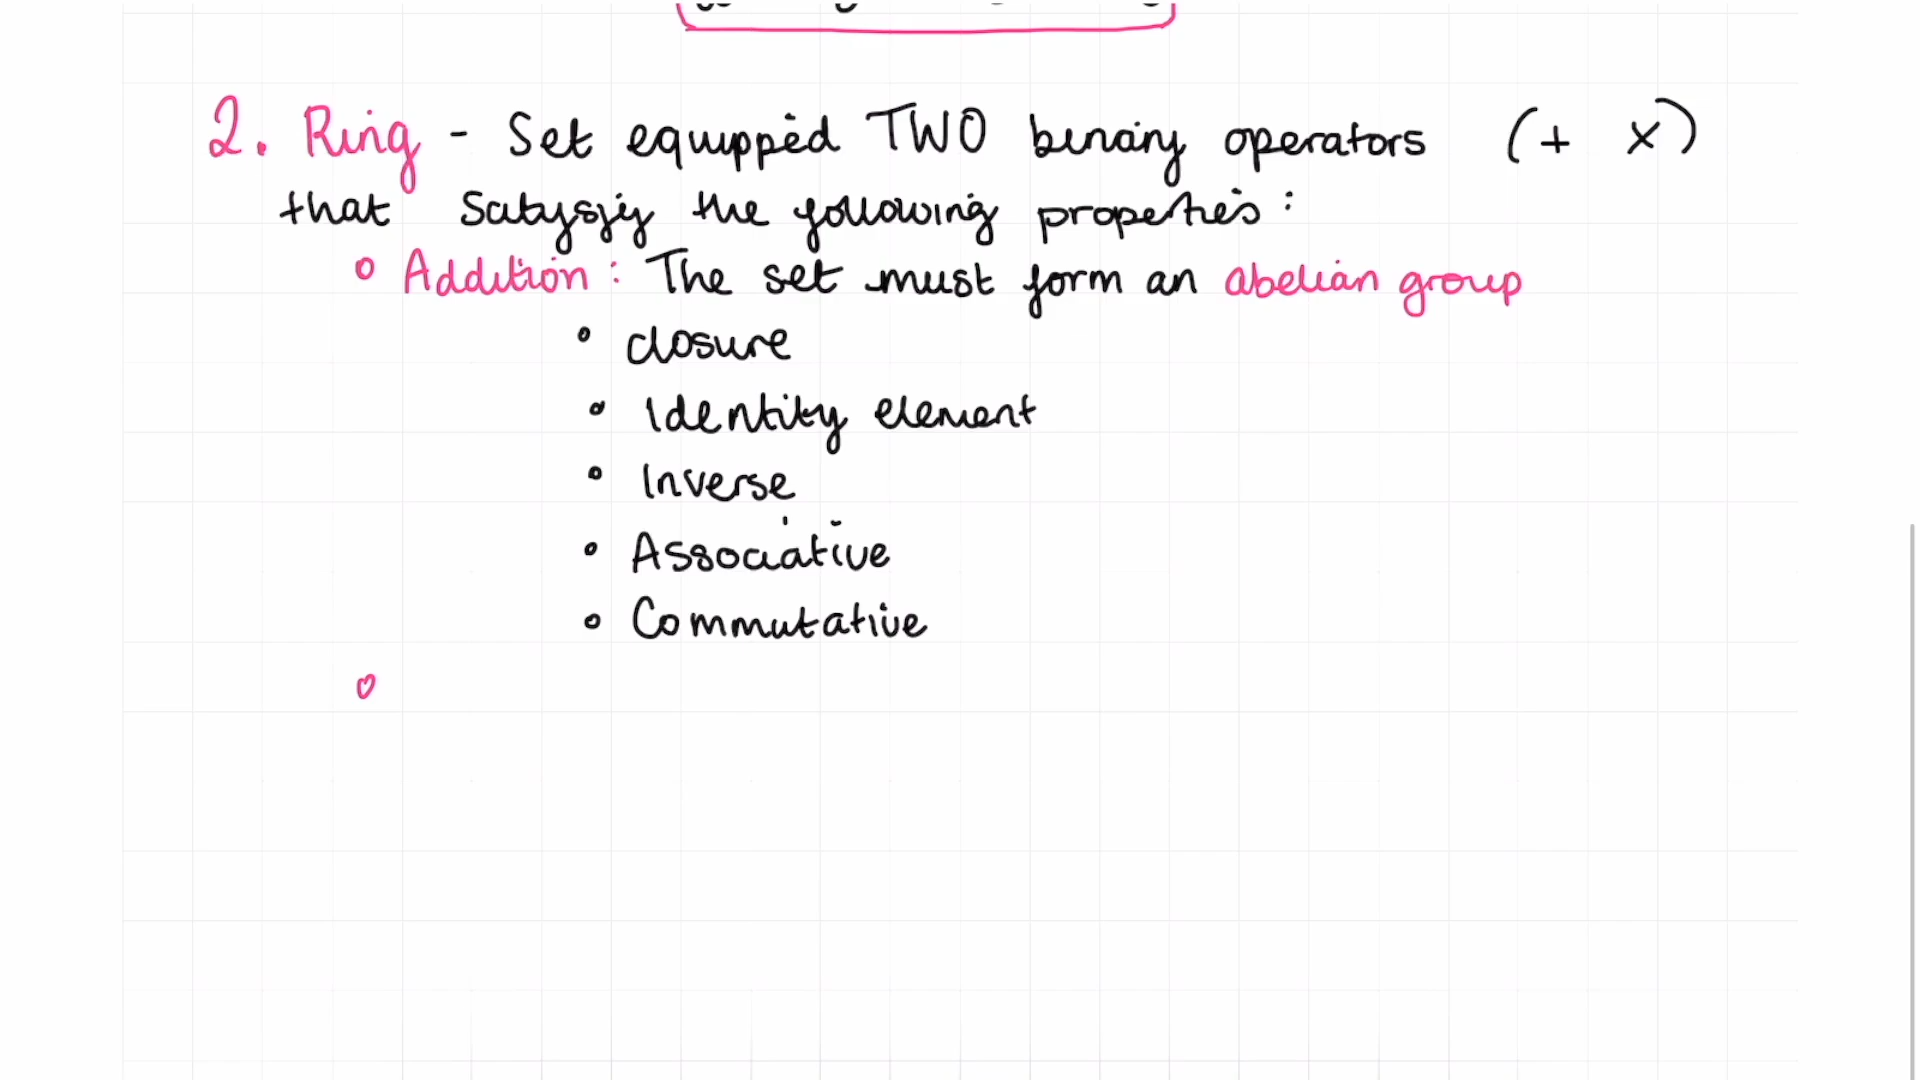 2. Ring - Set equipped TWO binary operators (+ x)
that Satysfiy the following properties:
Addition: The set must form an abelian group
closure
Identity element
Inverse
Associative
Commutative